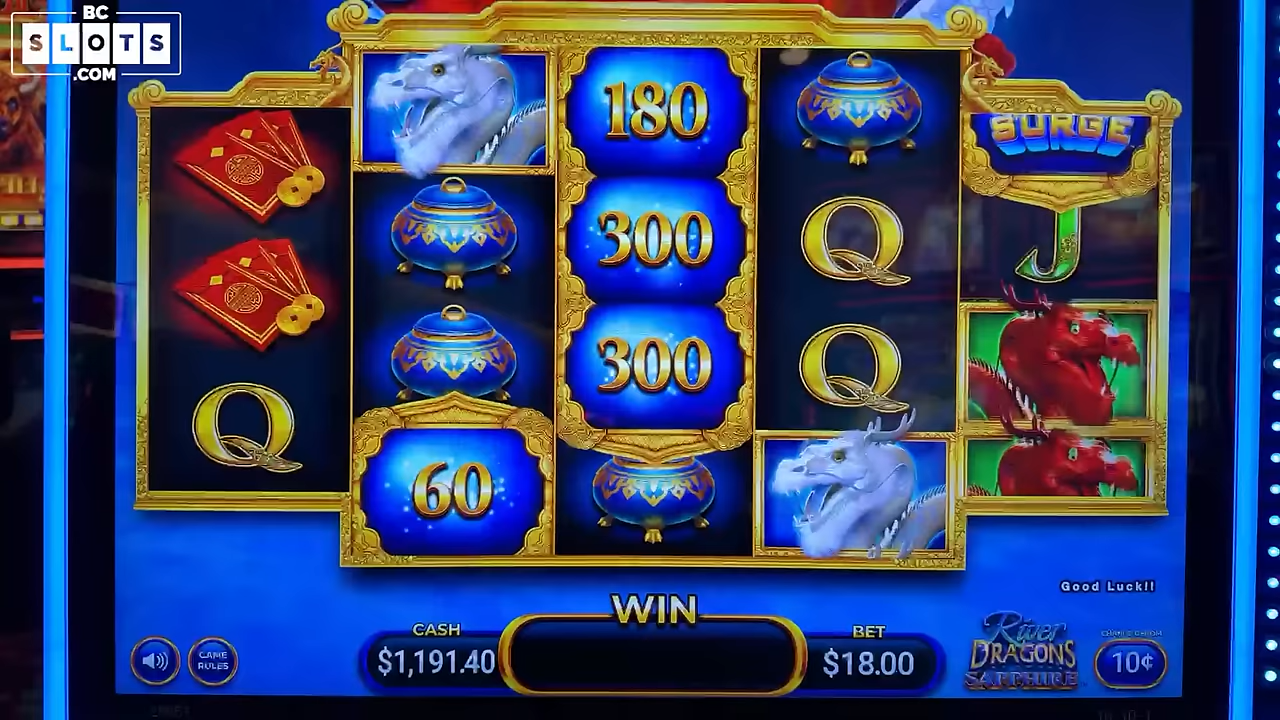 BC
SLOTS
.COM
180
SURGE
Q
300
J
Q
300
Q
60
Good Luck!!
WIN
CASH
$1,191.40
BET
$18.00
GAME
RULES
River
DRAGONS
SAPPHIRE
10¢